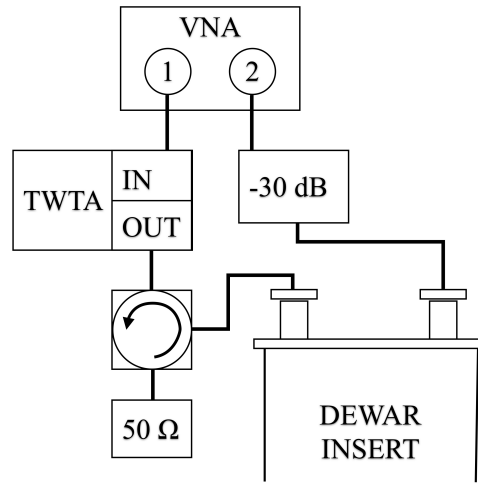 VNA
1 2
TWTA
IN
OUT
-30 dB
50 Ω
DEWAR
INSERT